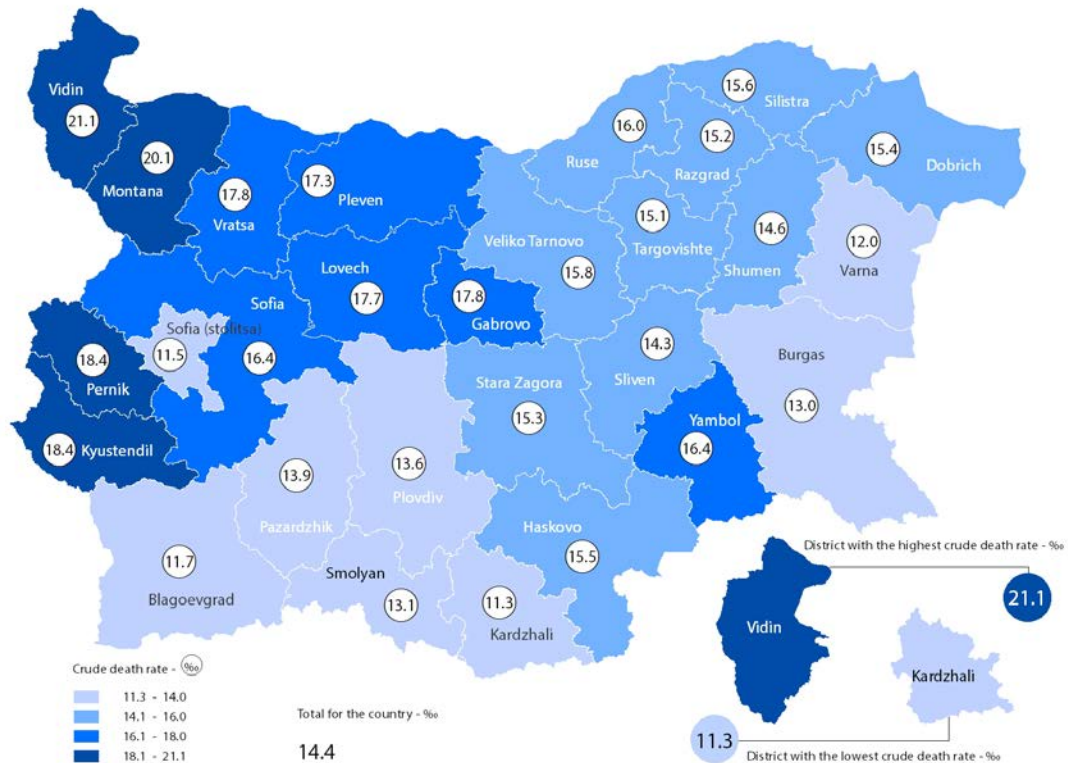 Vidin
21.1
20.1
Montana
17.8
Vratsa
17.3
Pleven
15.6
Silistra
16.0
Ruse
15.2
Razgrad
15.4
Dobrich
15.1
Targovishte
14.6
Shumen
12.0
Varna
Veliko Tarnovo
15.8
Lovech
17.7
17.8
Gabrovo
Sofia
16.4
Sofia (stolitsa)
11.5
18.4
Pernik
18.4
Kyustendil
14.3
Sliven
Burgas
13.0
Stara Zagora
15.3
Yambol
16.4
13.9
Pazardzhik
13.6
Plovdiv
Haskovo
15.5
11.7
Blagoevgrad
Smolyan
13.1
11.3
Kardzhali
District with the highest crude death rate - ‰
21.1
Vidin
Kardzhali
11.3
District with the lowest crude death rate - ‰
Crude death rate - ‰
11.3 - 14.0
14.1 - 16.0
16.1 - 18.0
18.1 - 21.1
Total for the country - ‰
14.4